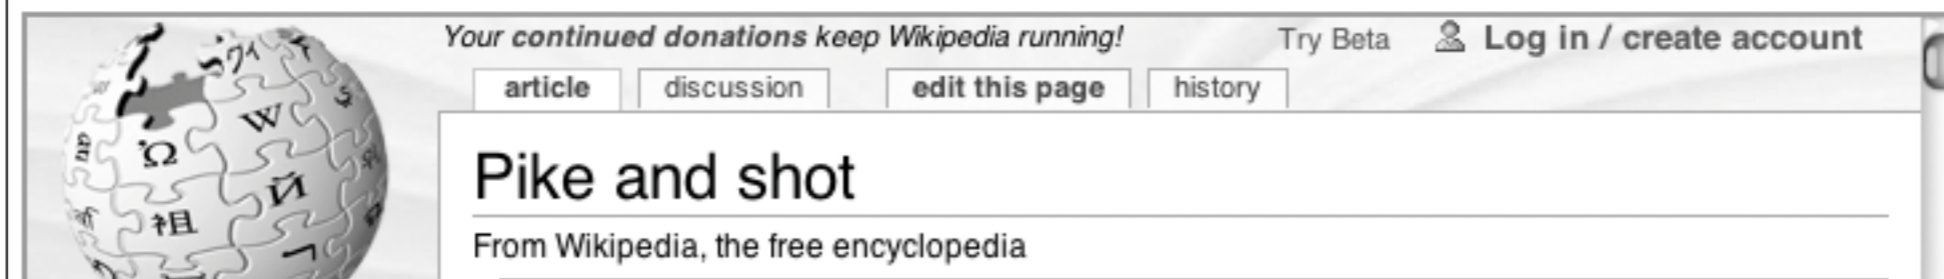 Your continued donations keep Wikipedia running!
Try Beta Log in / create account
article discussion edit this page history
Ω W И 祖
Pike and shot
From Wikipedia, the free encyclopedia